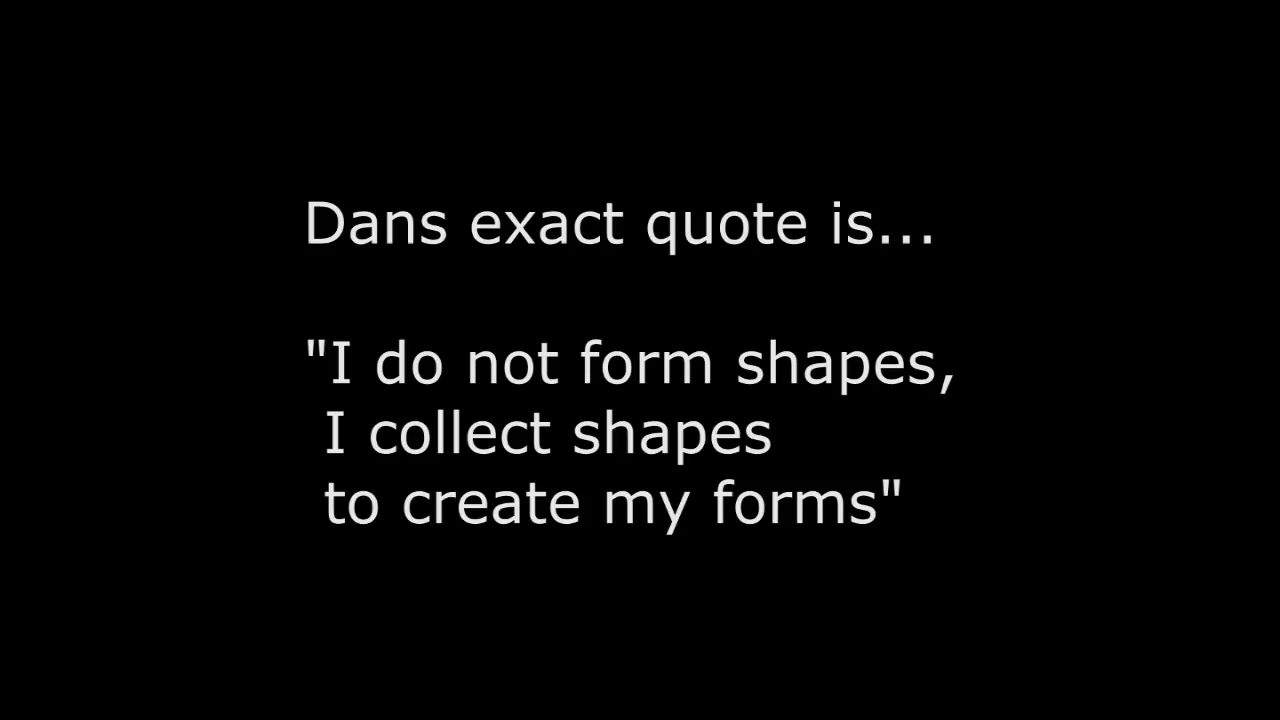 Dans exact quote is...
"I do not form shapes,
I collect shapes
to create my forms"